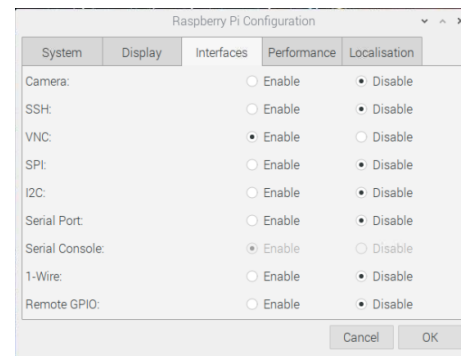 Raspberry Pi Configuration
System Display Interfaces Performance Localisation
Camera: Enable Disable
SSH: Enable Disable
VNC: Enable Disable
SPI: Enable Disable
I2C: Enable Disable
Serial Port: Enable Disable
Serial Console: Enable Disable
1-Wire: Enable Disable
Remote GPIO: Enable Disable
Cancel OK